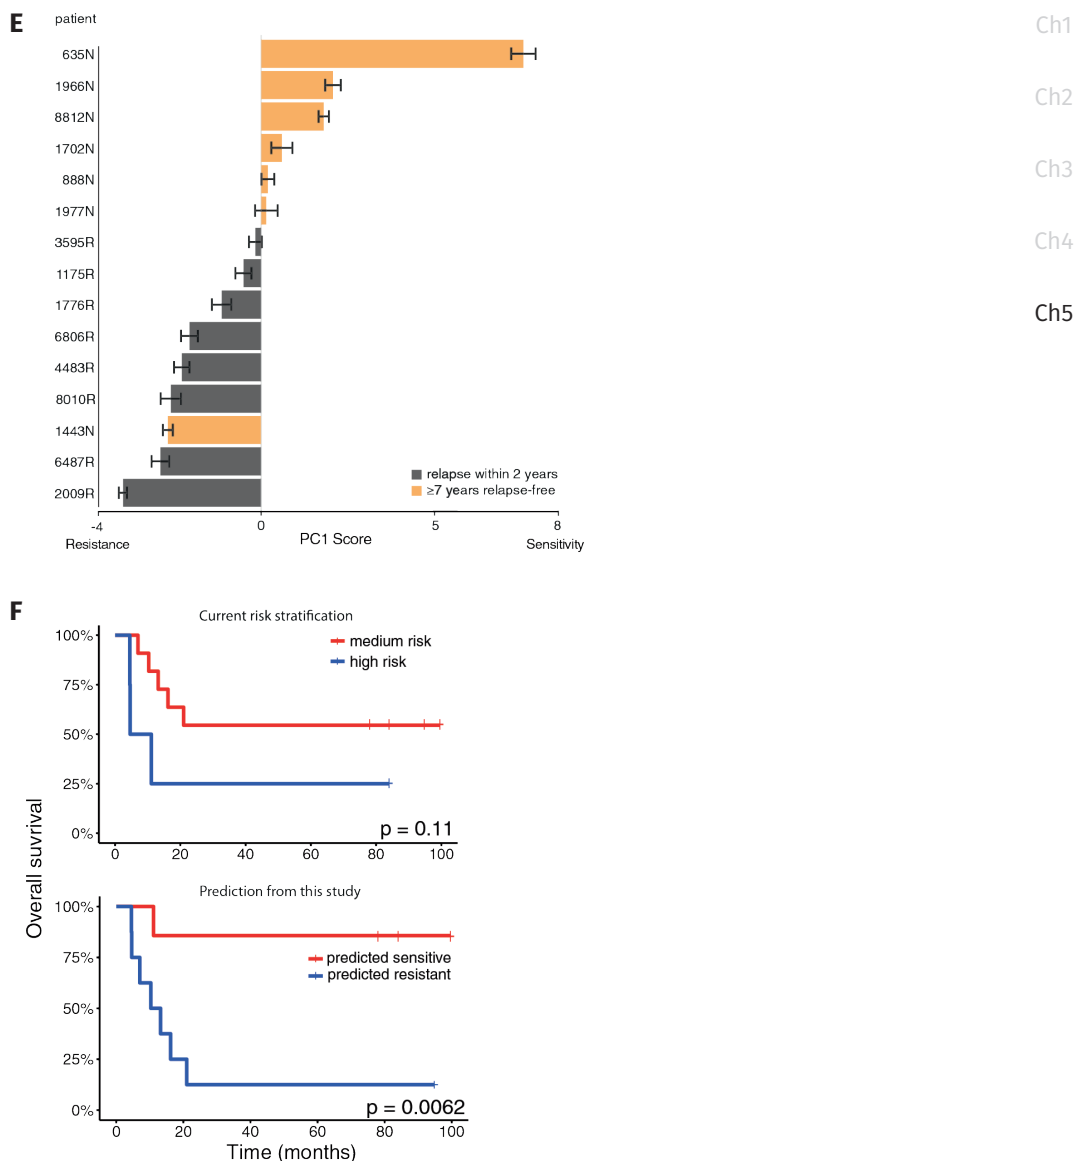 E
patient
635N
1966N
8812N
1702N
888N
1977N
3595R
1175R
1776R
6806R
4483R
8010R
1443N
6487R
2009R
relapse within 2 years
≥7 years relapse-free
-4
0
5
8
Resistance
PC1 Score
Sensitivity
Ch1
Ch2
Ch3
Ch4
Ch5
F
Overall suvrival
Current risk stratification
100%
75%
50%
25%
0%
medium risk
high risk
p = 0.11
0 20 40 60 80 100
Prediction from this study
100%
75%
50%
25%
0%
predicted sensitive
predicted resistant
p = 0.0062
0 20 40 60 80 100
Time (months)